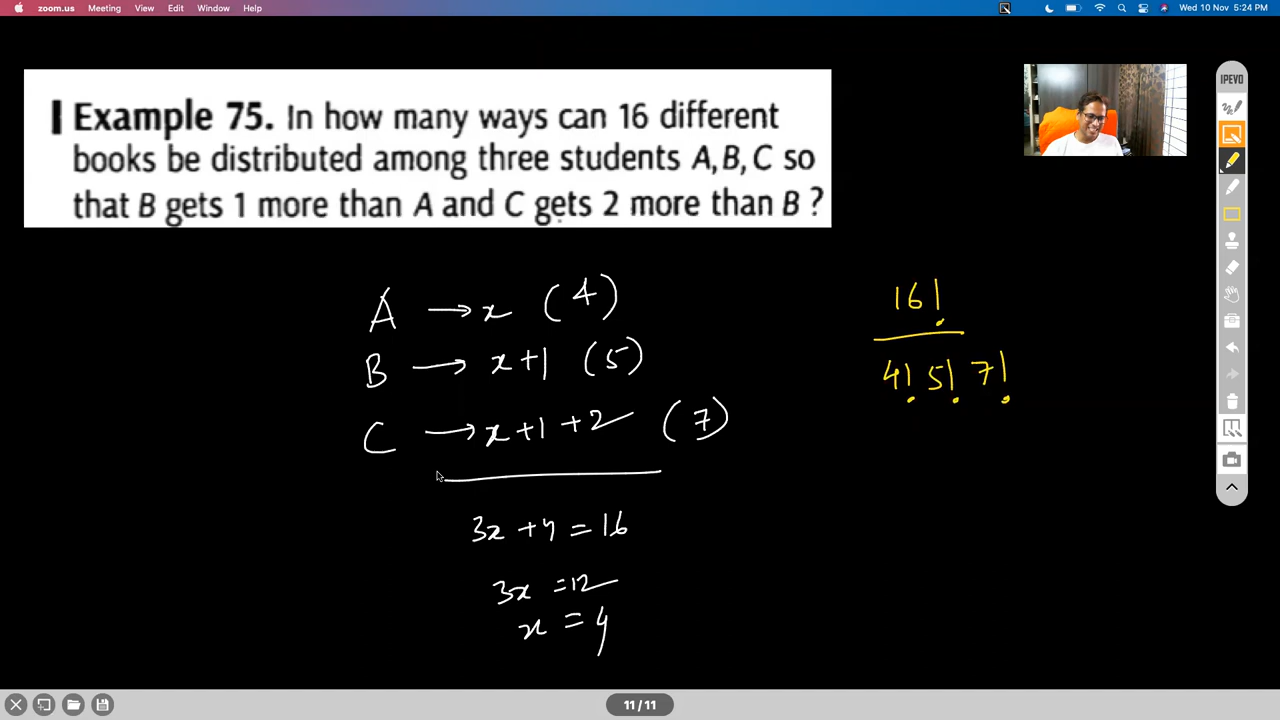 zoom.us Meeting View Edit Window Help Wed 10 Nov 5:24 PM
IPEVO
Example 75. In how many ways can 16 different
books be distributed among three students A, B, C so
that B gets 1 more than A and C gets 2 more than B ?
A → x (4)
B → x+1 (5)
C → x+1+2 (7)
3x+4=16
3x=12
x=4
16!
4! 5! 7!
11/11